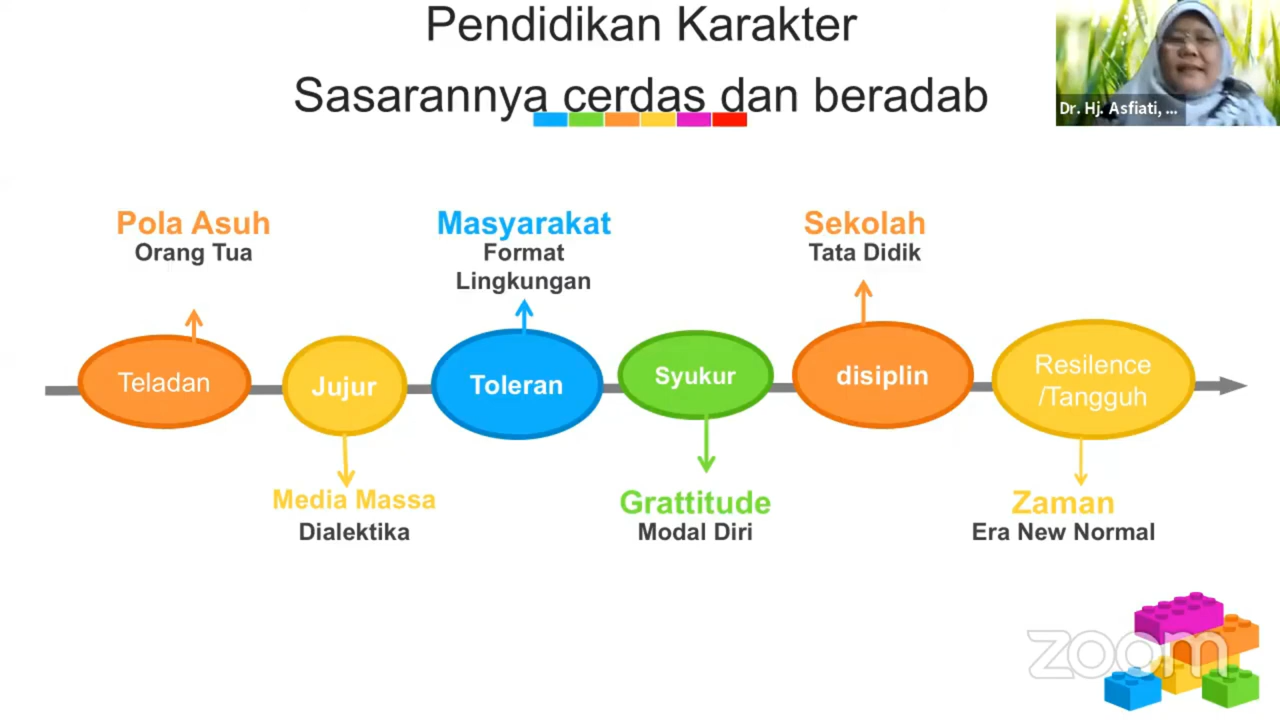 Pendidikan Karakter
Sasarannya cerdas dan beradab
Dr. Hj. Asfiati, ...
Pola Asuh
Orang Tua
Masyarakat
Format
Lingkungan
Sekolah
Tata Didik
Teladan
Jujur
Toleran
Syukur
disiplin
Resilence
/Tangguh
Media Massa
Dialektika
Grattitude
Modal Diri
Zaman
Era New Normal
zoom